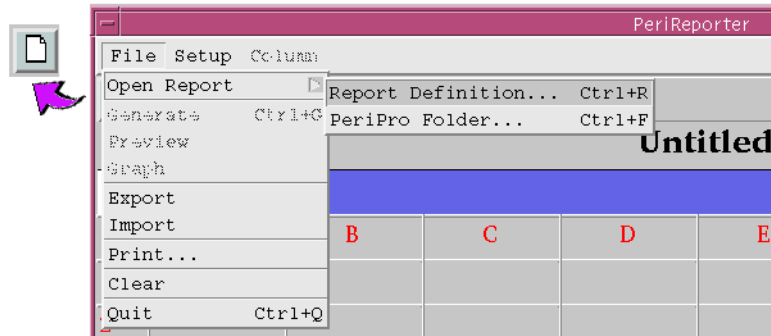 PeriReporter
File Setup Column
Open Report
Report Definition... Ctrl+R
Generate Ctrl+G
PeriPro Folder... Ctrl+F
Preview
Untitled
Graph
Export
Import
B C D E
Print...
Clear
Quit Ctrl+Q
2